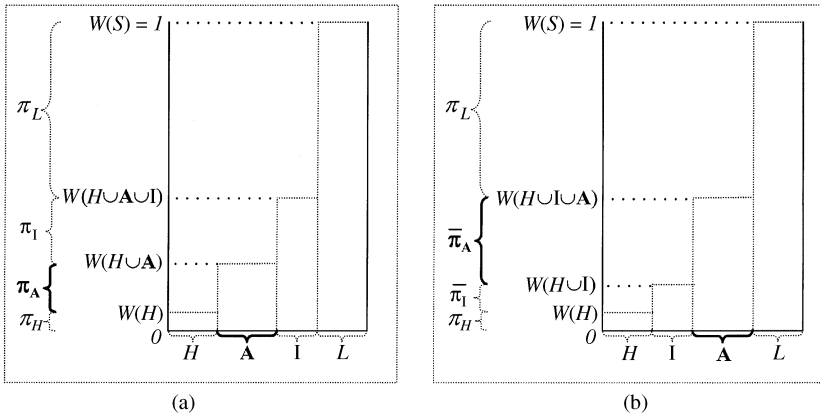 W(S) = 1
π_L
W(H∪A∪I)
π_I
W(H∪A)
π_A
W(H)
π_H
0
H A I L
(a)
W(S) = 1
π_L
W(H∪I∪A)
π̅_A
W(H∪I)
π̅_I
W(H)
π_H
0
H I A L
(b)